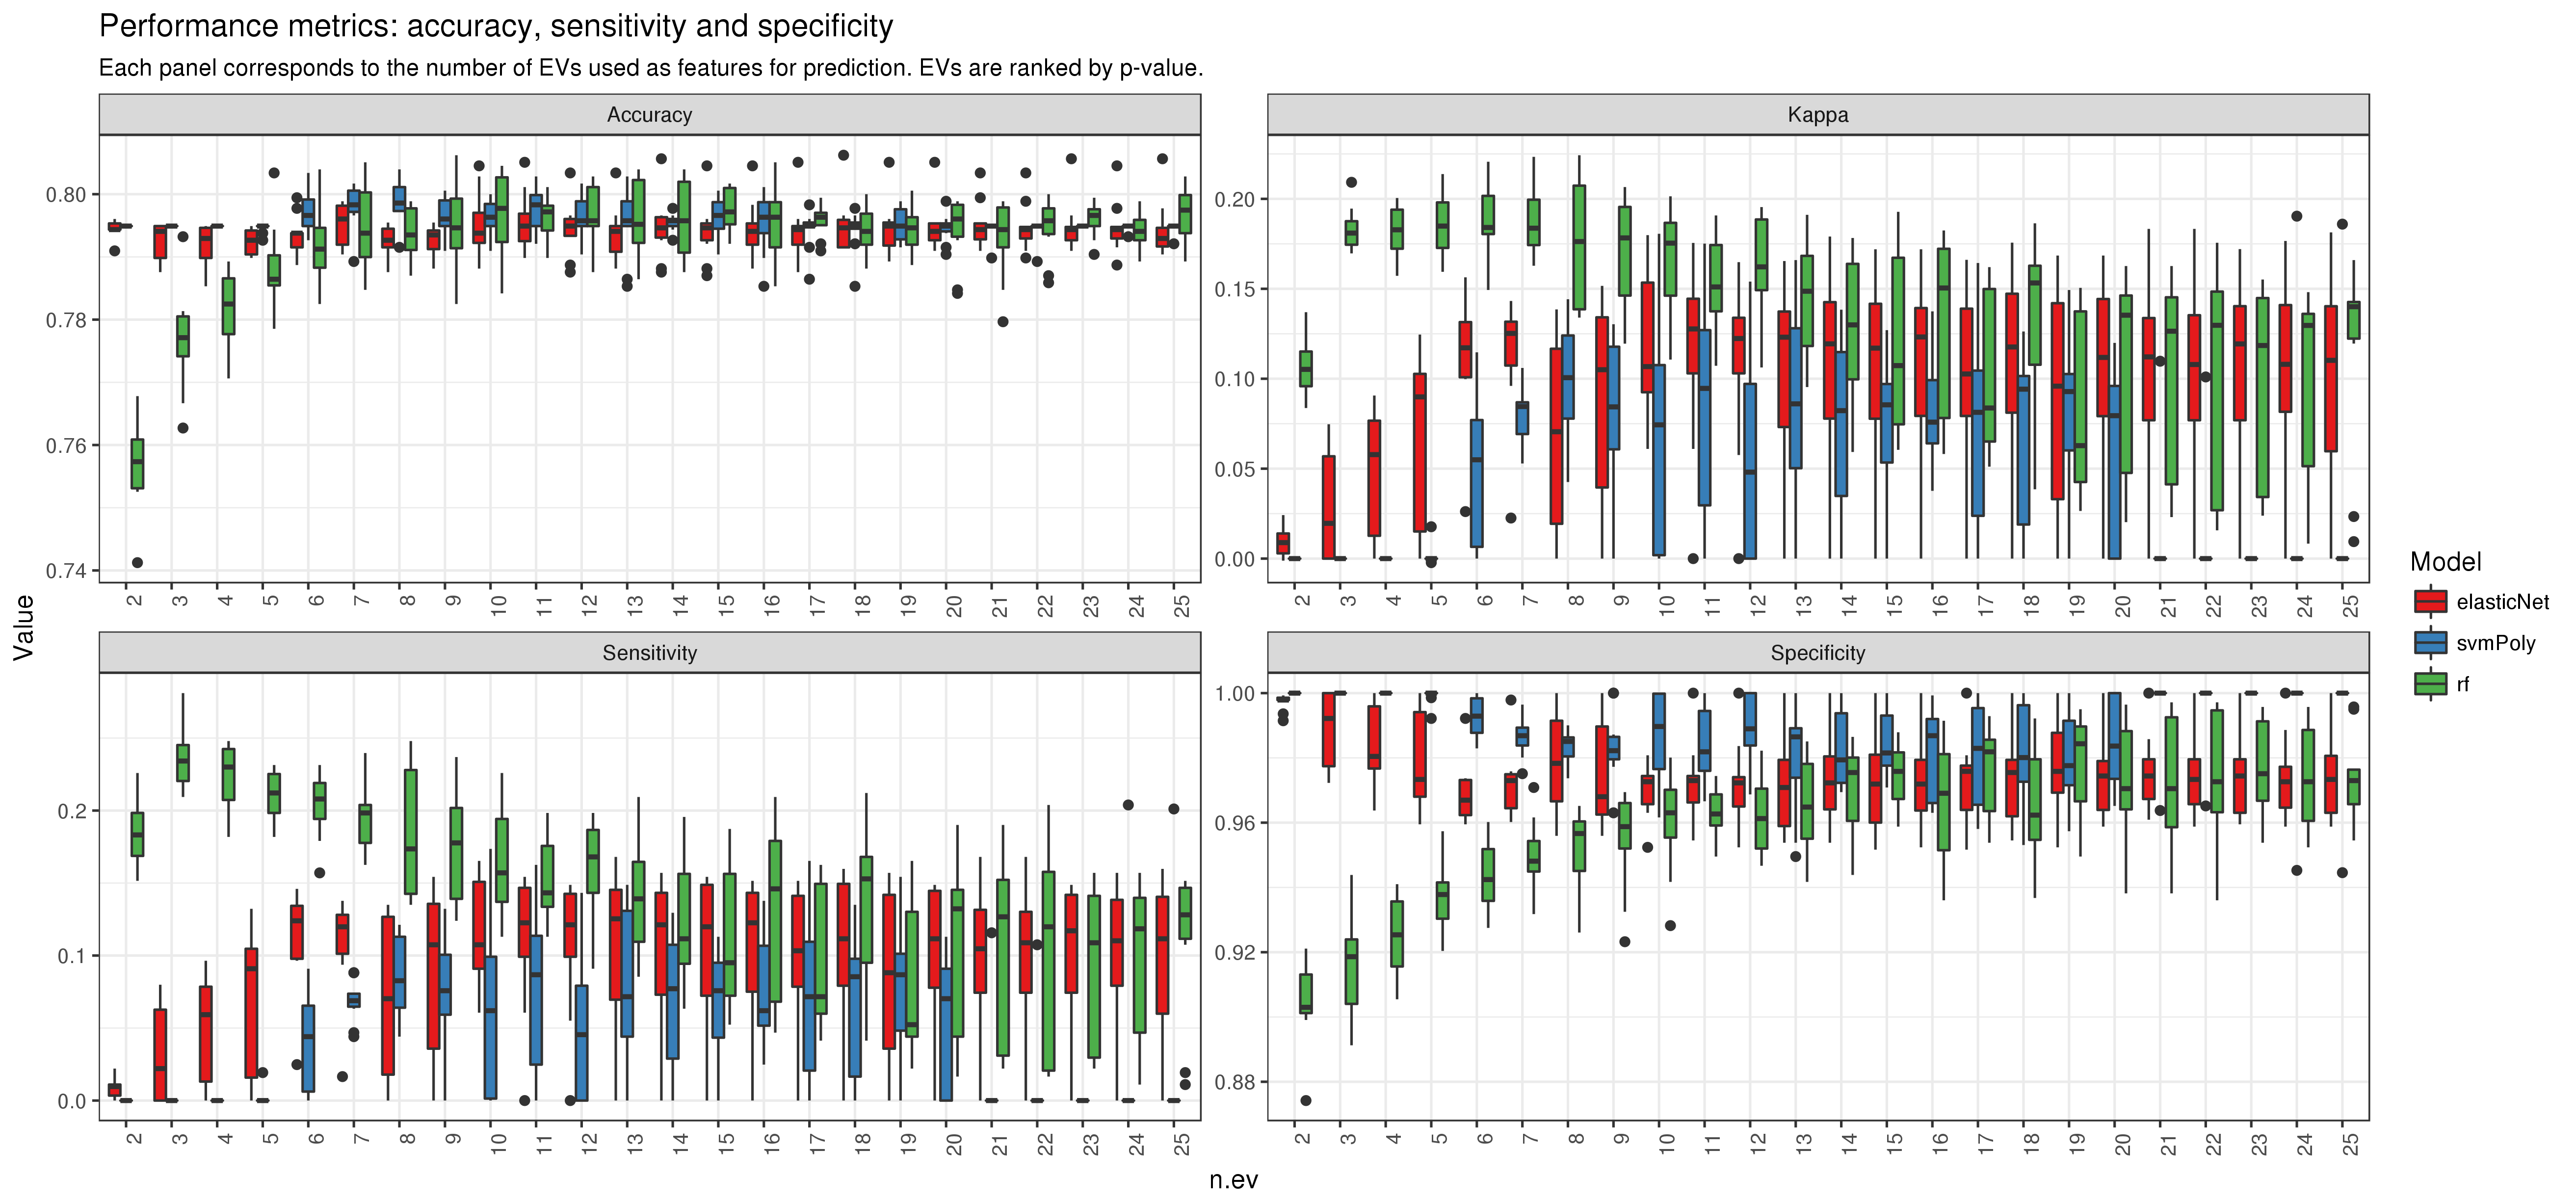 Performance metrics: accuracy, sensitivity and specificity
Each panel corresponds to the number of EVs used as features for prediction. EVs are ranked by p-value.
Accuracy
0.80
0.78
0.76
0.74
2 3 4 5 6 7 8 9 10 11 12 13 14 15 16 17 18 19 20 21 22 23 24 25
Kappa
0.20
0.15
0.10
0.05
0.00
2 3 4 5 6 7 8 9 10 11 12 13 14 15 16 17 18 19 20 21 22 23 24 25
Value
Sensitivity
0.2
0.1
0.0
2 3 4 5 6 7 8 9 10 11 12 13 14 15 16 17 18 19 20 21 22 23 24 25
Specificity
1.00
0.96
0.92
0.88
2 3 4 5 6 7 8 9 10 11 12 13 14 15 16 17 18 19 20 21 22 23 24 25
n.ev
Model
elasticNet
svmPoly
rf